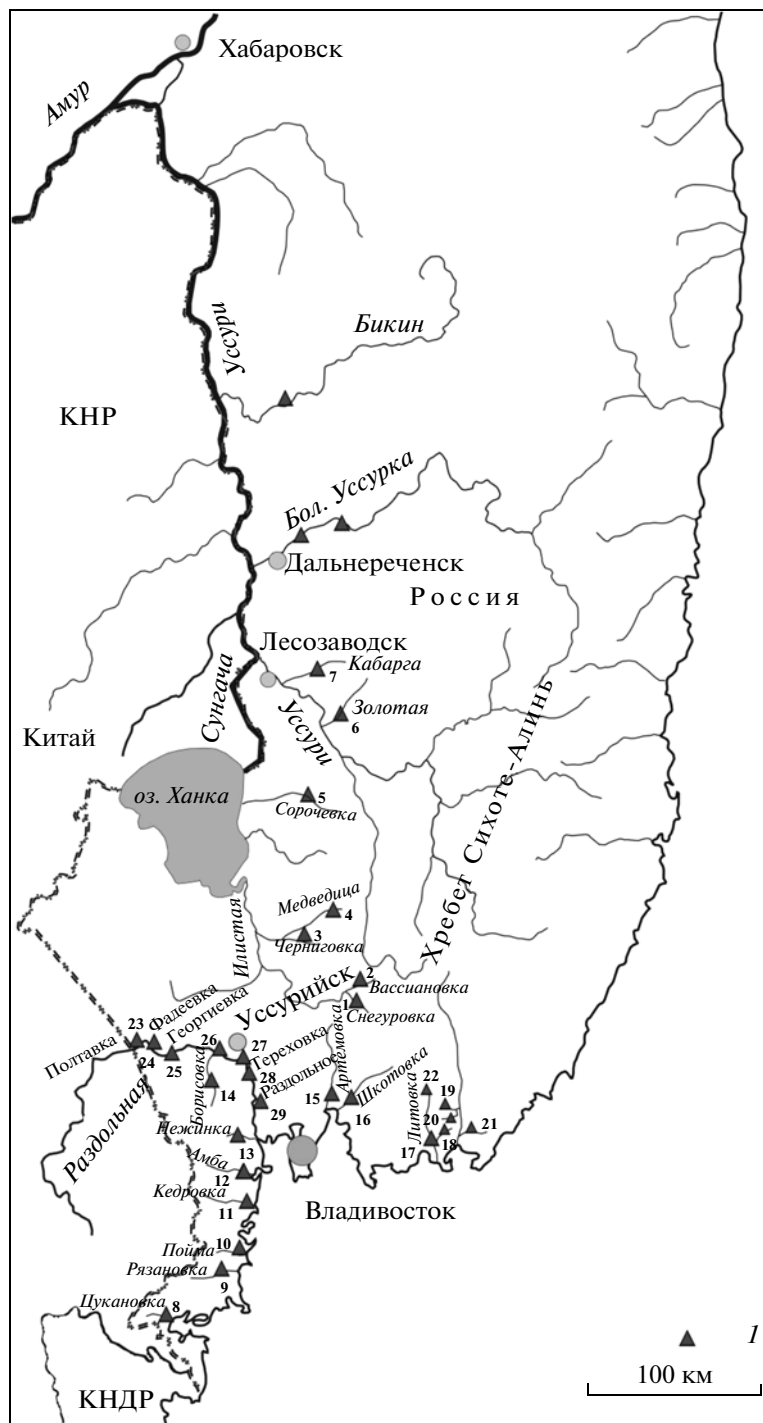 Хабаровск
Амур
Уссури
Бикин
КНР
Бол. Уссурка
Дальнереченск
Россия
Лесозаводск
Кабарга
7
Сунгача
Золотая
6
Уссури
Китай
Хребет Сихоте-Алинь
оз. Ханка
5
Сорочевка
Медведица
4
Илистая
3
Черниговка
2
Вассиановка
1
Снегуровка
Уссурийск
23
Фадеевка
Георгиевка
Полтавка
24
25
26
27
Тереховка
28
Борисовка
14
Раздольное
29
Артемовка
15
Шкотовка
16
22
19
Литовка
20
21
17
18
Раздольная
Нежинка
13
Амба
12
Кедровка
11
Владивосток
10
Пойма
Рязановка
9
Цукановка
8
1
100 км
КНДР